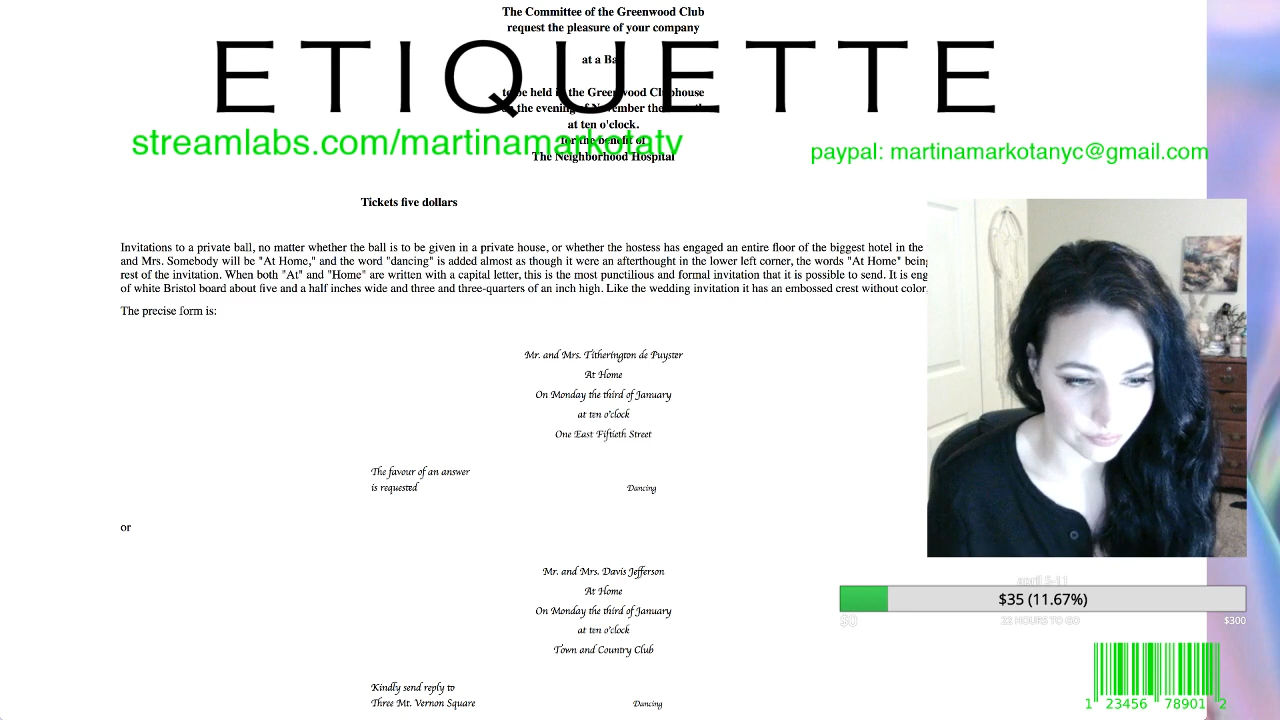 The Committee of the Greenwood Club
request the pleasure of your company
ETIQUETTE
at a
be held the Greenwood Clubhouse
the evening of November the
at ten o'clock.
for the benefit of
streamlabs.com/martinamarkotatv
paypal: martinamarkotanyc@gmail.com
The Neighborhood Hospital
Tickets five dollars
Invitations to a private ball, no matter whether the ball is to be given in a private house, or whether the hostess has engaged an entire floor of the biggest hotel in the
and Mrs. Somebody will be "At Home," and the word "dancing" is added almost as though it were an afterthought in the lower left corner, the words "At Home"
rest of the invitation. When both "At" and "Home" are written with a capital letter, this is the most punctilious and formal invitation that it is possible to send. It is
of white Bristol board about five and a half inches wide and three and three-quarters of an inch high. Like the wedding invitation it has an embossed crest without color
The precise form is:
Mr. and Mrs. Titherington de Puyster
At Home
On Monday the third of January
at ten o'clock
One East Fiftieth Street
The favour of an answer
is requested
Dancing
or
Mr. and Mrs. Davis Jefferson
At Home
On Monday the third of January
at ten o'clock
Town and Country Club
Kindly send reply to
Three Mt. Vernon Square
Dancing
april 5-11
$35 (11.67%)
$0
22 HOURS TO GO
$300
1 23456 78901 2